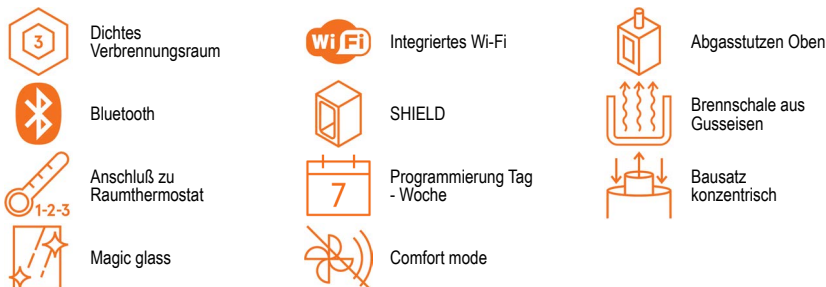 3
Dichtes
Verbrennungsraum
Wi Fi
Integriertes Wi-Fi
Abgasstutzen Oben
Bluetooth
SHIELD
Brennschale aus
Gusseisen
1-2-3
Anschluß zu
Raumthermostat
7
Programmierung Tag
- Woche
Bausatz
konzentrisch
Magic glass
Comfort mode